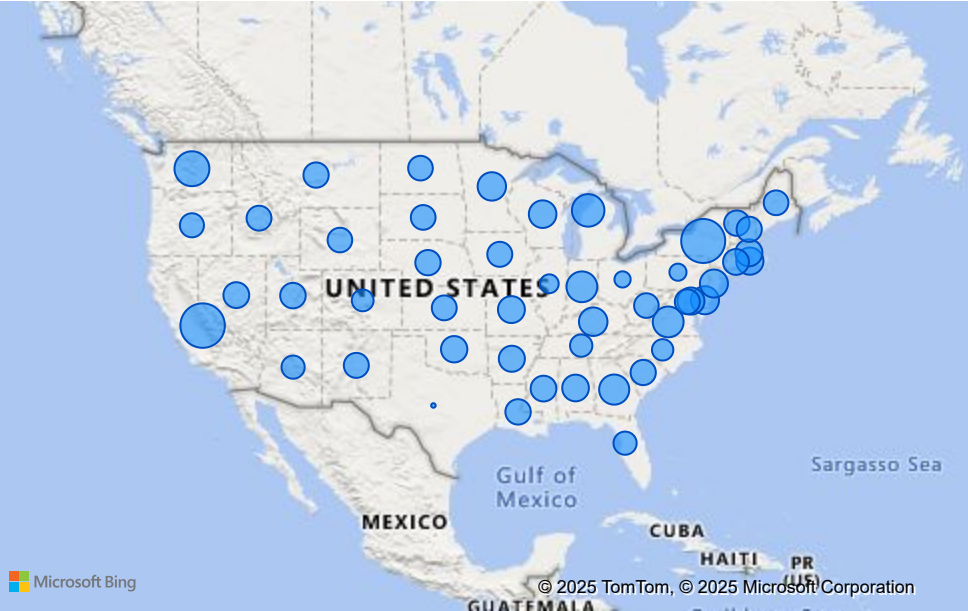 UNITED STATES
Sargasso Sea
Gulf of
Mexico
MEXICO
CUBA
HAITI
PR
(US)
Microsoft Bing
© 2025 TomTom, © 2025 Microsoft Corporation
GUATEMALA